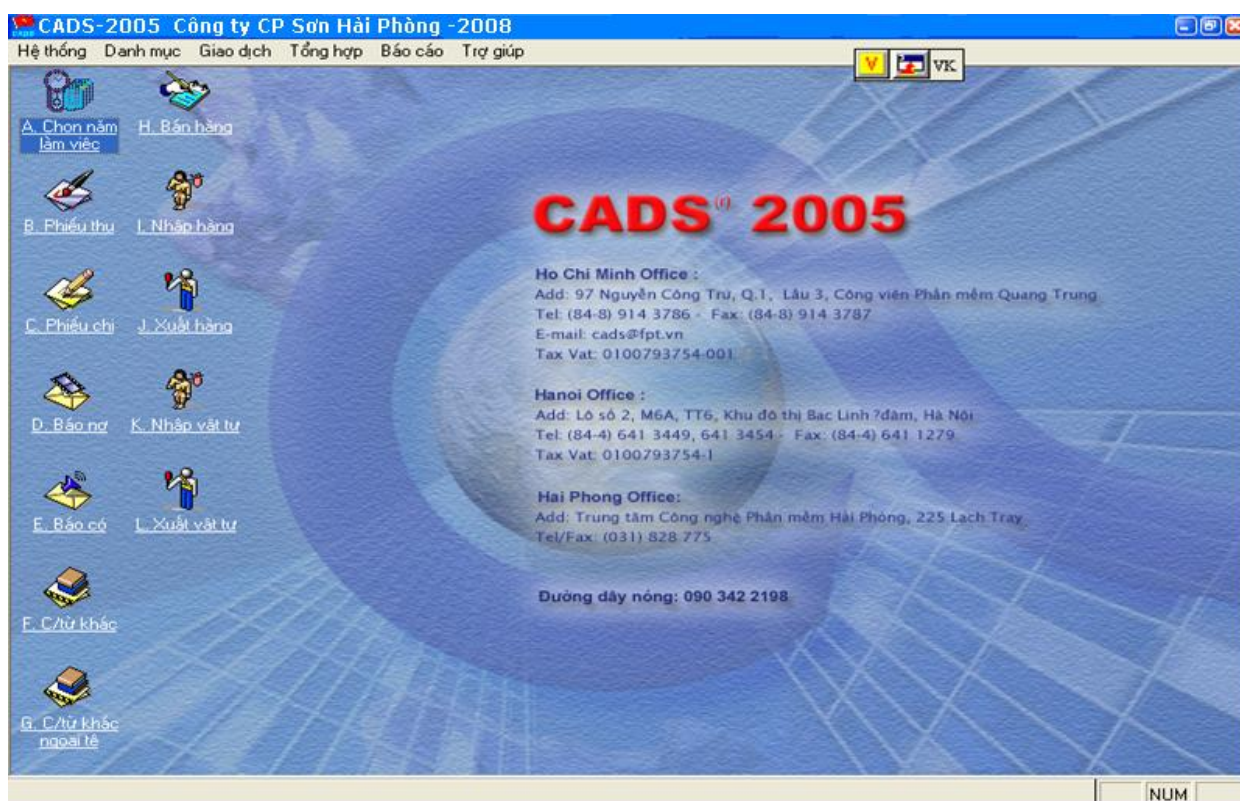 CADS-2005 Công ty CP Sơn Hải Phòng -2008
Hệ thống Danh mục Giao dịch Tổng hợp Báo cáo Trợ giúp
V VK
A. Chọn năm
làm việc
H. Bán hàng
B. Phiếu thu
I. Nhập hàng
C. Phiếu chi
J. Xuất hàng
D. Báo nợ
K. Nhập vật tư
E. Báo có
L. Xuất vật tư
F. C/từ khác
G. C/từ khác
ngoại tệ
CADS (r) 2005
Ho Chi Minh Office :
Add: 97 Nguyễn Công Trứ, Q.1, Lầu 3, Công viên Phần mềm Quang Trung
Tel: (84-8) 914 3786 - Fax: (84-8) 914 3787
E-mail: cads@fpt.vn
Tax Vat: 0100793754-001
Hanoi Office :
Add: Lô số 2, M6A, TT6, Khu đô thị Bac Linh ?dàm, Hà Nội
Tel: (84-4) 641 3449, 641 3454 - Fax: (84-4) 641 1279
Tax Vat: 0100793754-1
Hai Phong Office:
Add: Trung tâm Công nghệ Phần mềm Hải Phòng, 225 Lach Tray
Tel/Fax: (031) 828 775
Đường dây nóng: 090 342 2198
NUM